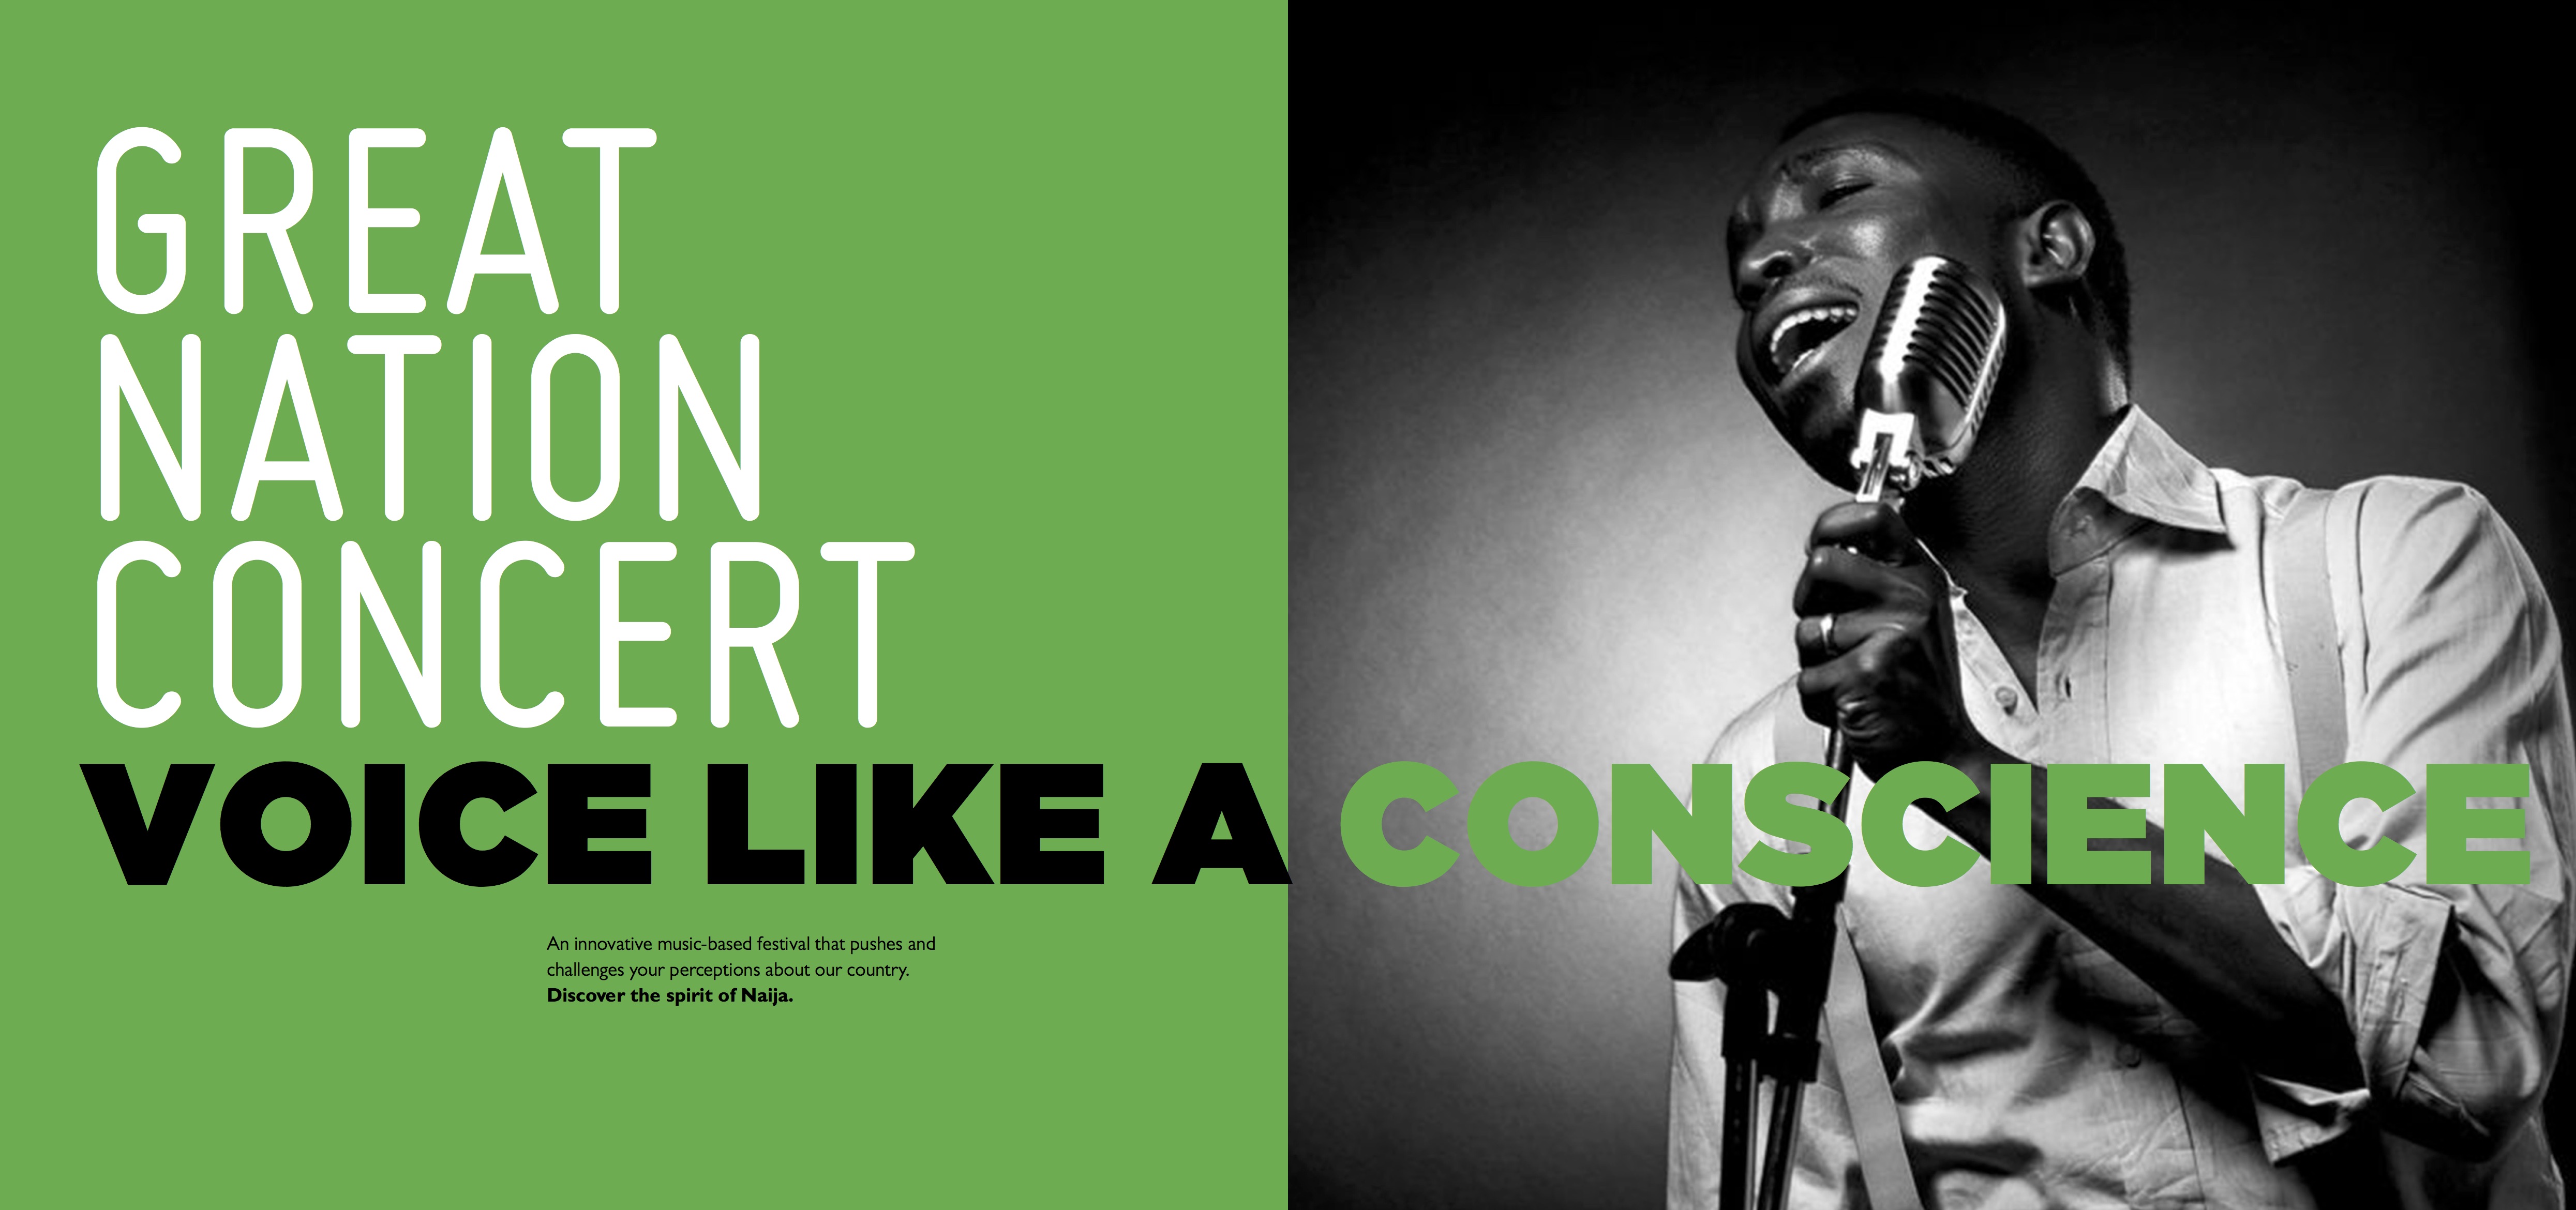 GREAT
NATION
CONCERT
VOICE LIKE A CONSCIENCE
An innovative music-based festival that pushes and
challenges your perceptions about our country.
Discover the spirit of Naija.